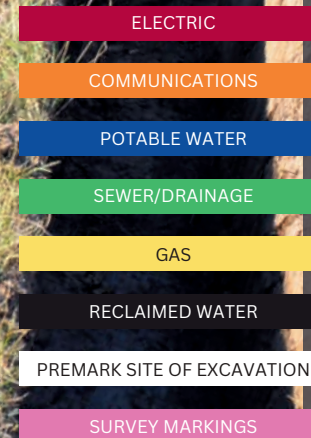 ELECTRIC
COMMUNICATIONS
POTABLE WATER
SEWER/DRAINAGE
GAS
RECLAIMED WATER
PREMARK SITE OF EXCAVATION
SURVEY MARKINGS